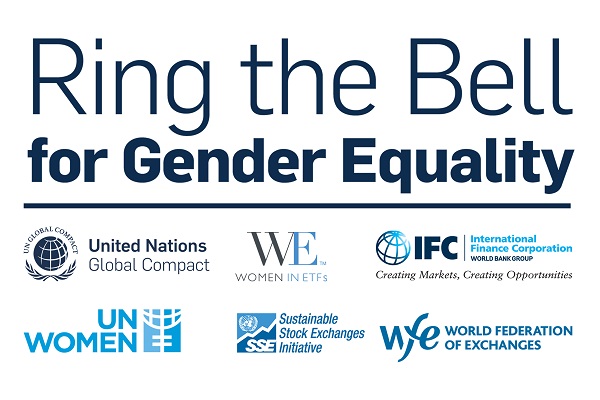 Ring the Bell
for Gender Equality
UN GLOBAL COMPACT
United Nations
Global Compact
WE TM
WOMEN IN ETFs
IFC
International
Finance Corporation
WORLD BANK GROUP
Creating Markets, Creating Opportunities
UN
WOMEN
SSE
Sustainable
Stock Exchanges
Initiative
wfe
WORLD FEDERATION
OF EXCHANGES